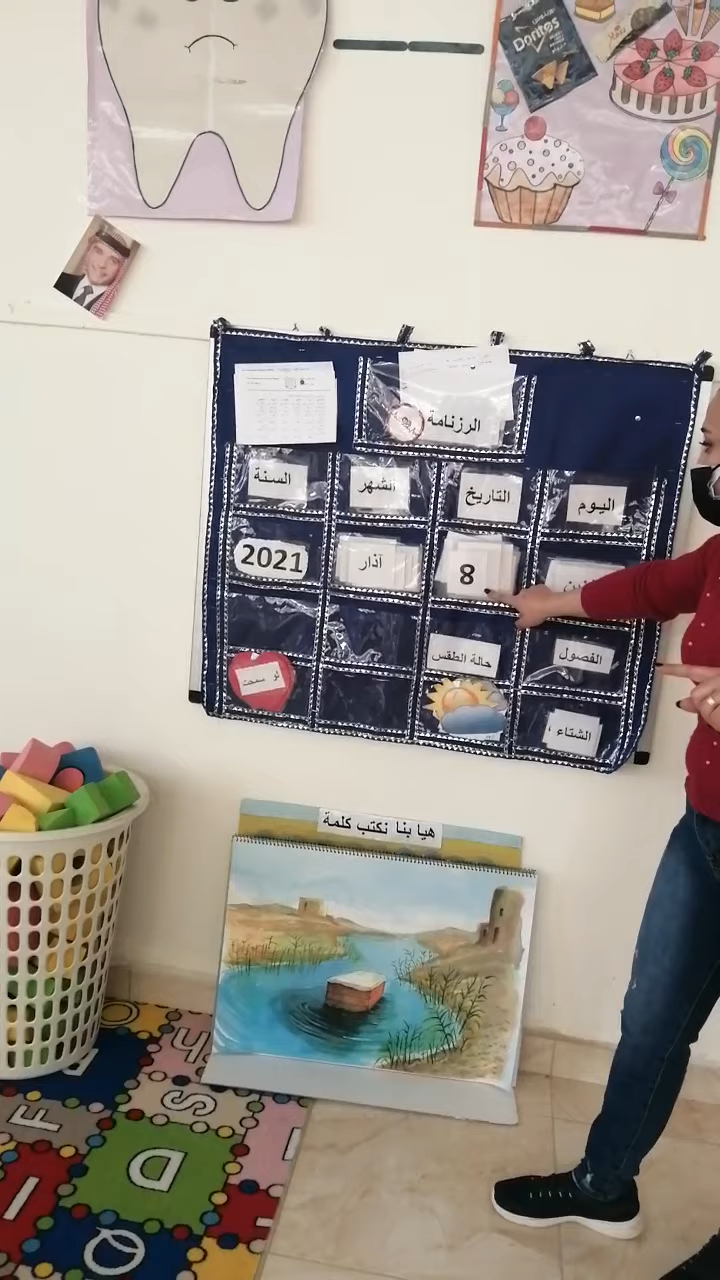 Doritos
الرزنامة
اليوم
التاريخ
الشهر
السنة
8
آذار
2021
الفصول
حالة الطقس
لو سمحت
الشتاء
هيا بنا نكتب كلمة
F
S
D
I